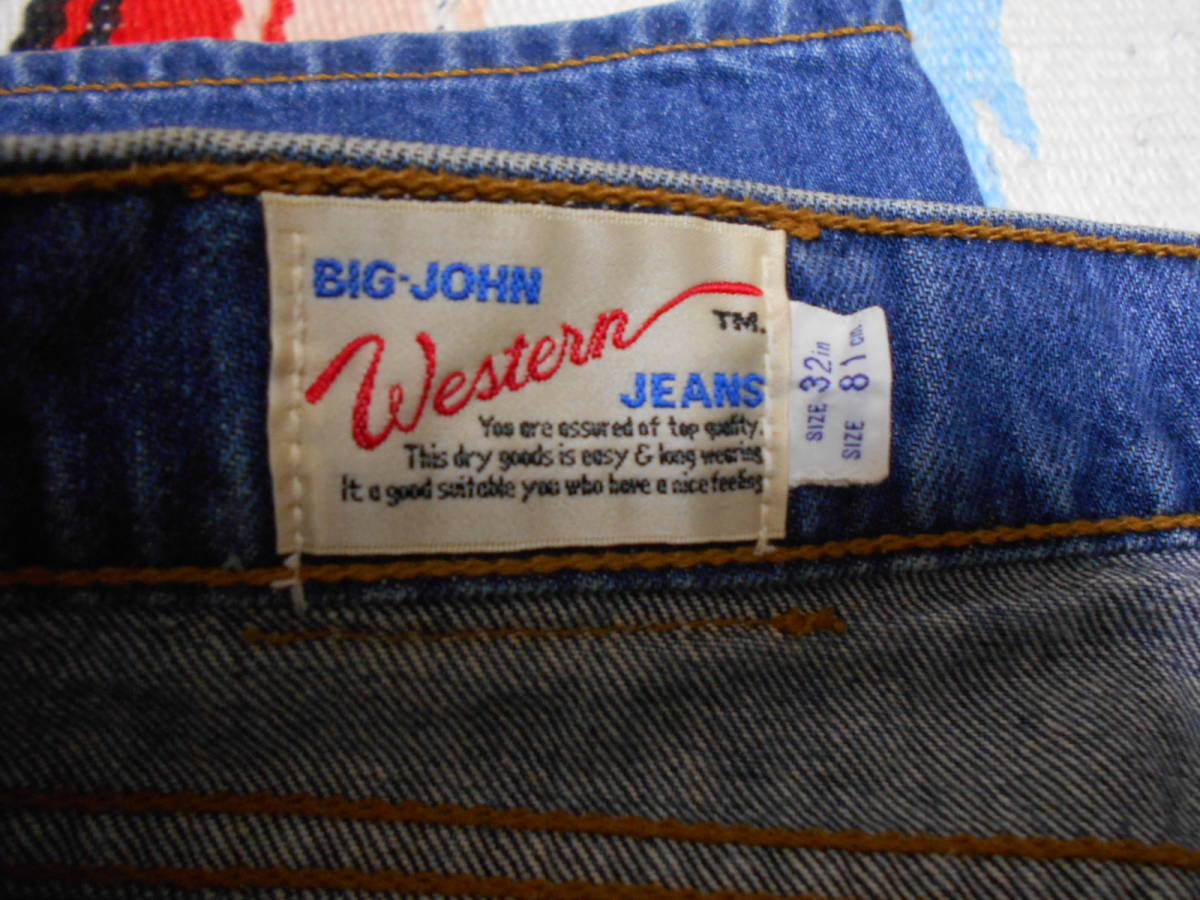 BIG-JOHN
Western
TM.
JEANS
You are assured of top quality.
This dry goods is easy & long wearing
It a good suitable you who have a nice feeling
SIZE 32in
SIZE 81cm.